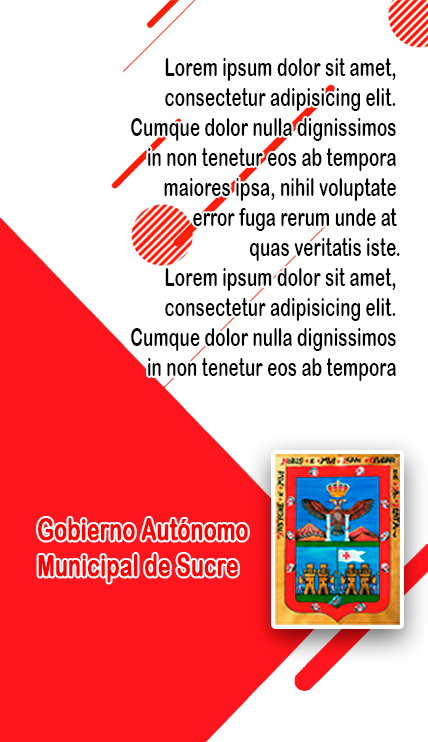 Lorem ipsum dolor sit amet,
consectetur adipisicing elit.
Cumque dolor nulla dignissimos
in non tenetur eos ab tempora
maiores ipsa, nihil voluptate
error fuga rerum unde at
quas veritatis iste.
Lorem ipsum dolor sit amet,
consectetur adipisicing elit.
Cumque dolor nulla dignissimos
in non tenetur eos ab tempora
Gobierno Autónomo
Municipal de Sucre